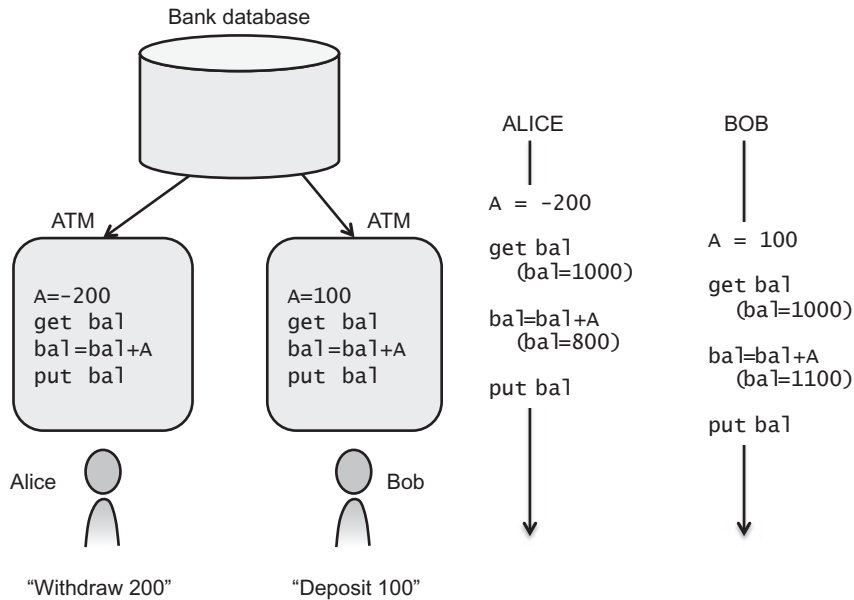 Bank database
ATM
A=-200
get bal
bal=bal+A
put bal
Alice
“Withdraw 200”
ATM
A=100
get bal
bal=bal+A
put bal
Bob
“Deposit 100”
ALICE
A = -200
get bal
(bal=1000)
bal=bal+A
(bal=800)
put bal
BOB
A = 100
get bal
(bal=1000)
bal=bal+A
(bal=1100)
put bal